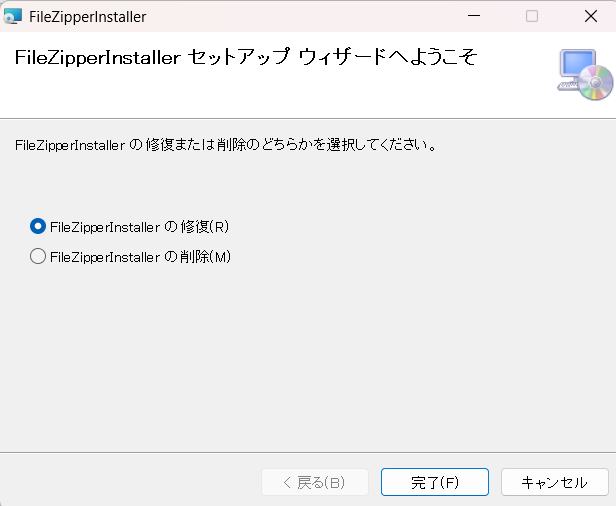 FileZipperInstaller
FileZipperInstaller セットアップ ウィザードへようこそ
FileZipperInstaller の修復または削除のどちらかを選択してください。
FileZipperInstaller の修復(R)
FileZipperInstaller の削除(M)
< 戻る(B)
完了(F)
キャンセル